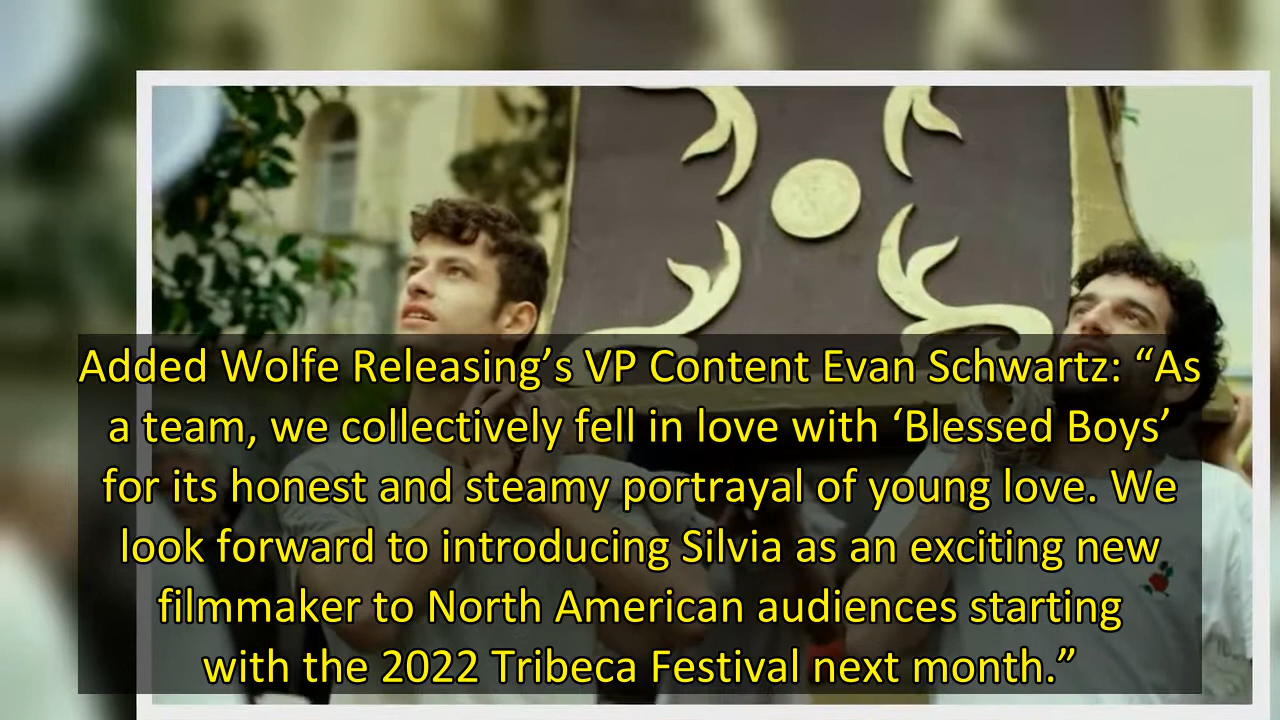 Added Wolfe Releasing’s VP Content Evan Schwartz: “As
a team, we collectively fell in love with ‘Blessed Boys’
for its honest and steamy portrayal of young love. We
look forward to introducing Silvia as an exciting new
filmmaker to North American audiences starting
with the 2022 Tribeca Festival next month.”